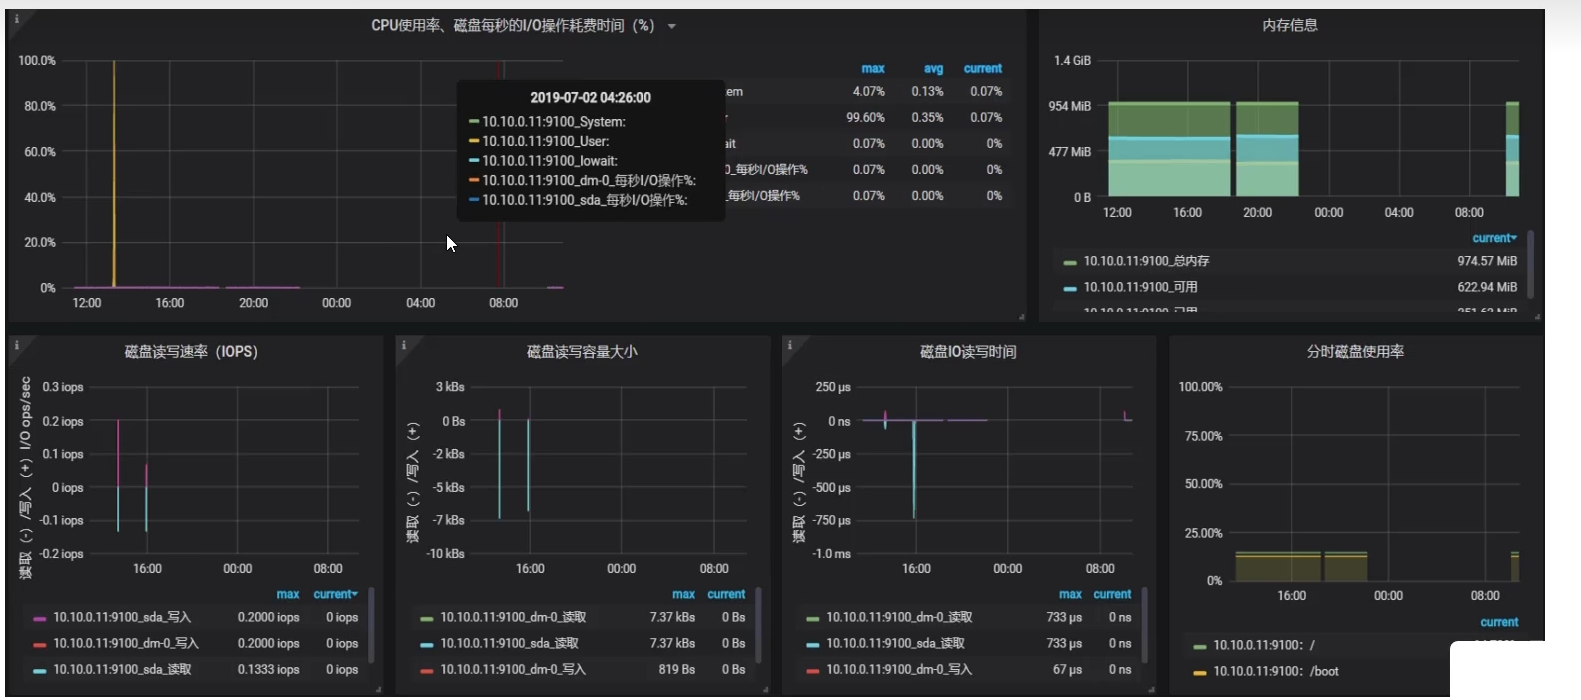 CPU使用率、磁盘每秒的I/O操作耗费时间（%）
100.0%
80.0%
60.0%
40.0%
20.0%
0%
12:00 16:00 20:00 00:00 04:00 08:00
2019-07-02 04:26:00
10.10.0.11:9100_System:
10.10.0.11:9100_User:
10.10.0.11:9100_Iowait:
10.10.0.11:9100_dm-0_每秒I/O操作%:
10.10.0.11:9100_sda_每秒I/O操作%:
max avg current
em 4.07% 0.13% 0.07%
99.60% 0.35% 0.07%
ait 0.07% 0.00% 0%
0_每秒I/O操作% 0.07% 0.00% 0%
_每秒I/O操作% 0.07% 0.00% 0%
内存信息
1.4 GiB
954 MiB
477 MiB
0 B
12:00 16:00 20:00 00:00 04:00 08:00
current
10.10.0.11:9100_总内存 974.57 MiB
10.10.0.11:9100_可用 622.94 MiB
磁盘读写速率（IOPS）
读取（-）/写入（+）I/O ops/sec
0.3 iops
0.2 iops
0.1 iops
0 iops
-0.1 iops
-0.2 iops
16:00 00:00 08:00
max current
10.10.0.11:9100_sda_写入 0.2000 iops 0 iops
10.10.0.11:9100_dm-0_写入 0.2000 iops 0 iops
10.10.0.11:9100_sda_读取 0.1333 iops 0 iops
磁盘读写容量大小
读取（-）/写入（+）
3 kBs
0 Bs
-2 kBs
-5 kBs
-7 kBs
-10 kBs
16:00 00:00 08:00
max current
10.10.0.11:9100_dm-0_读取 7.37 kBs 0 Bs
10.10.0.11:9100_sda_读取 7.37 kBs 0 Bs
10.10.0.11:9100_dm-0_写入 819 Bs 0 Bs
磁盘IO读写时间
读取（-）/写入（+）
250 µs
0 ns
-250 µs
-500 µs
-750 µs
-1.0 ms
16:00 00:00 08:00
max current
10.10.0.11:9100_dm-0_读取 733 µs 0 ns
10.10.0.11:9100_sda_读取 733 µs 0 ns
10.10.0.11:9100_dm-0_写入 67 µs 0 ns
分时磁盘使用率
100.00%
75.00%
50.00%
25.00%
0%
16:00 00:00 08:00
current
10.10.0.11:9100：/
10.10.0.11:9100：/boot